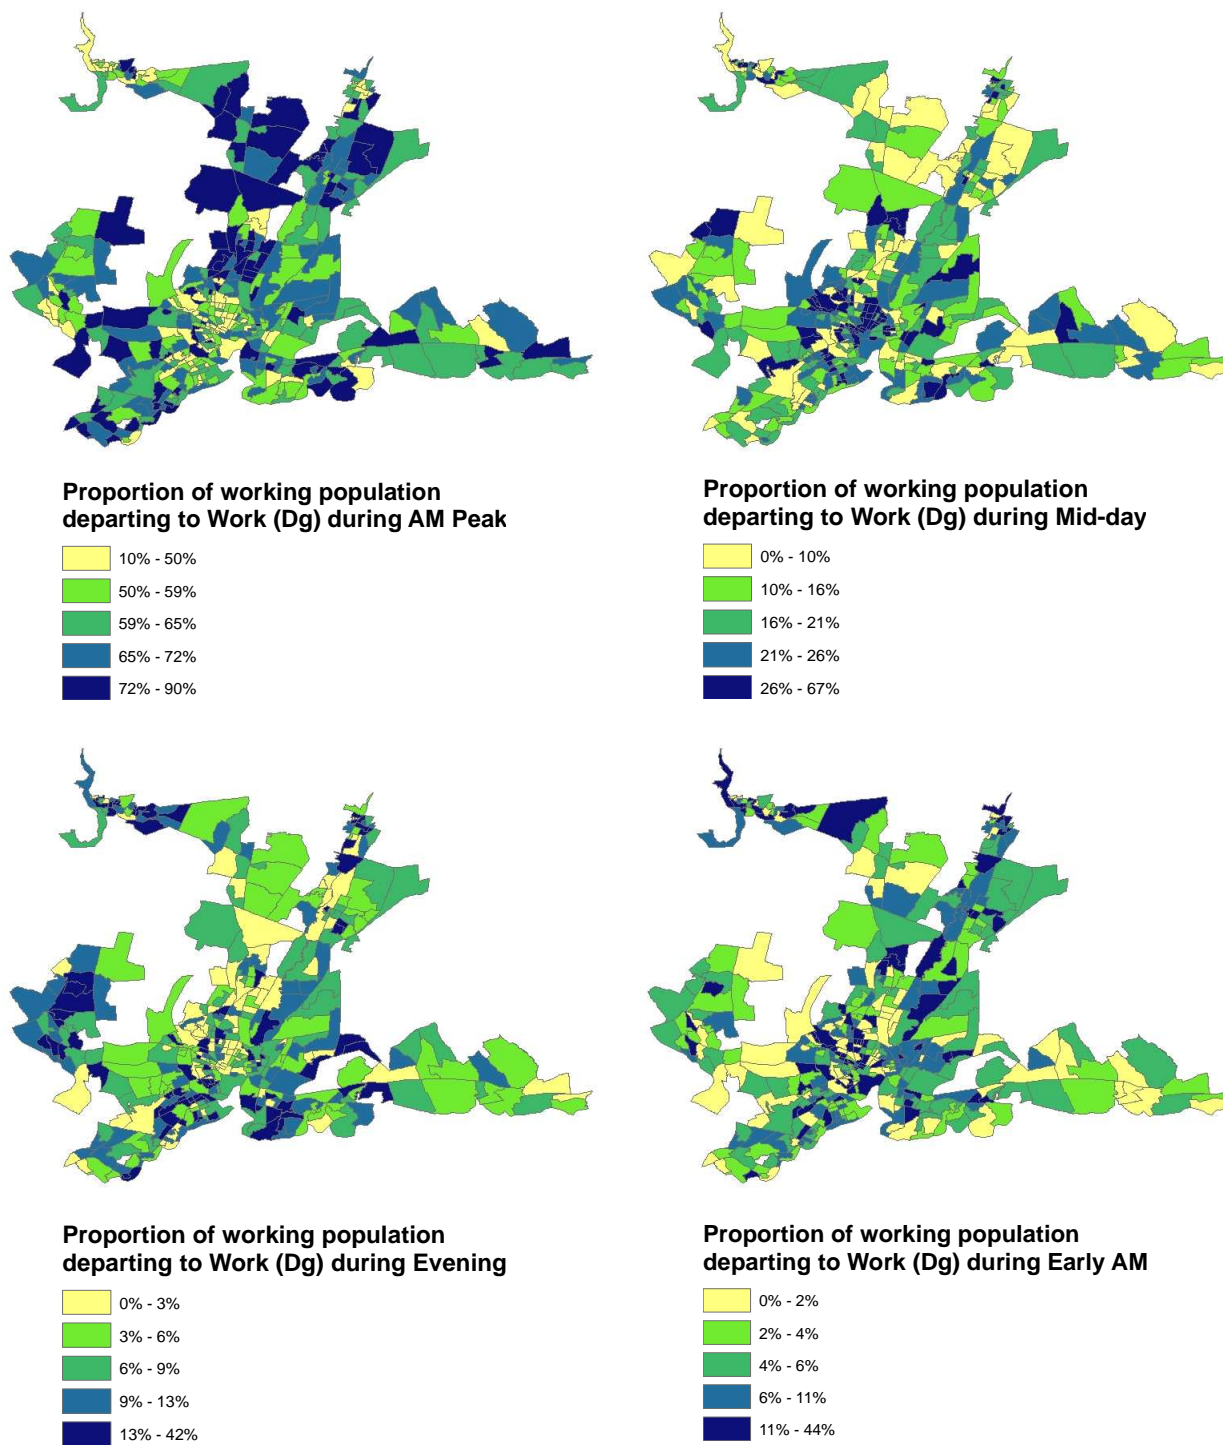 Proportion of working population
departing to Work (Dg) during AM Peak
10% - 50%
50% - 59%
59% - 65%
65% - 72%
72% - 90%
Proportion of working population
departing to Work (Dg) during Mid-day
0% - 10%
10% - 16%
16% - 21%
21% - 26%
26% - 67%
Proportion of working population
departing to Work (Dg) during Evening
0% - 3%
3% - 6%
6% - 9%
9% - 13%
13% - 42%
Proportion of working population
departing to Work (Dg) during Early AM
0% - 2%
2% - 4%
4% - 6%
6% - 11%
11% - 44%